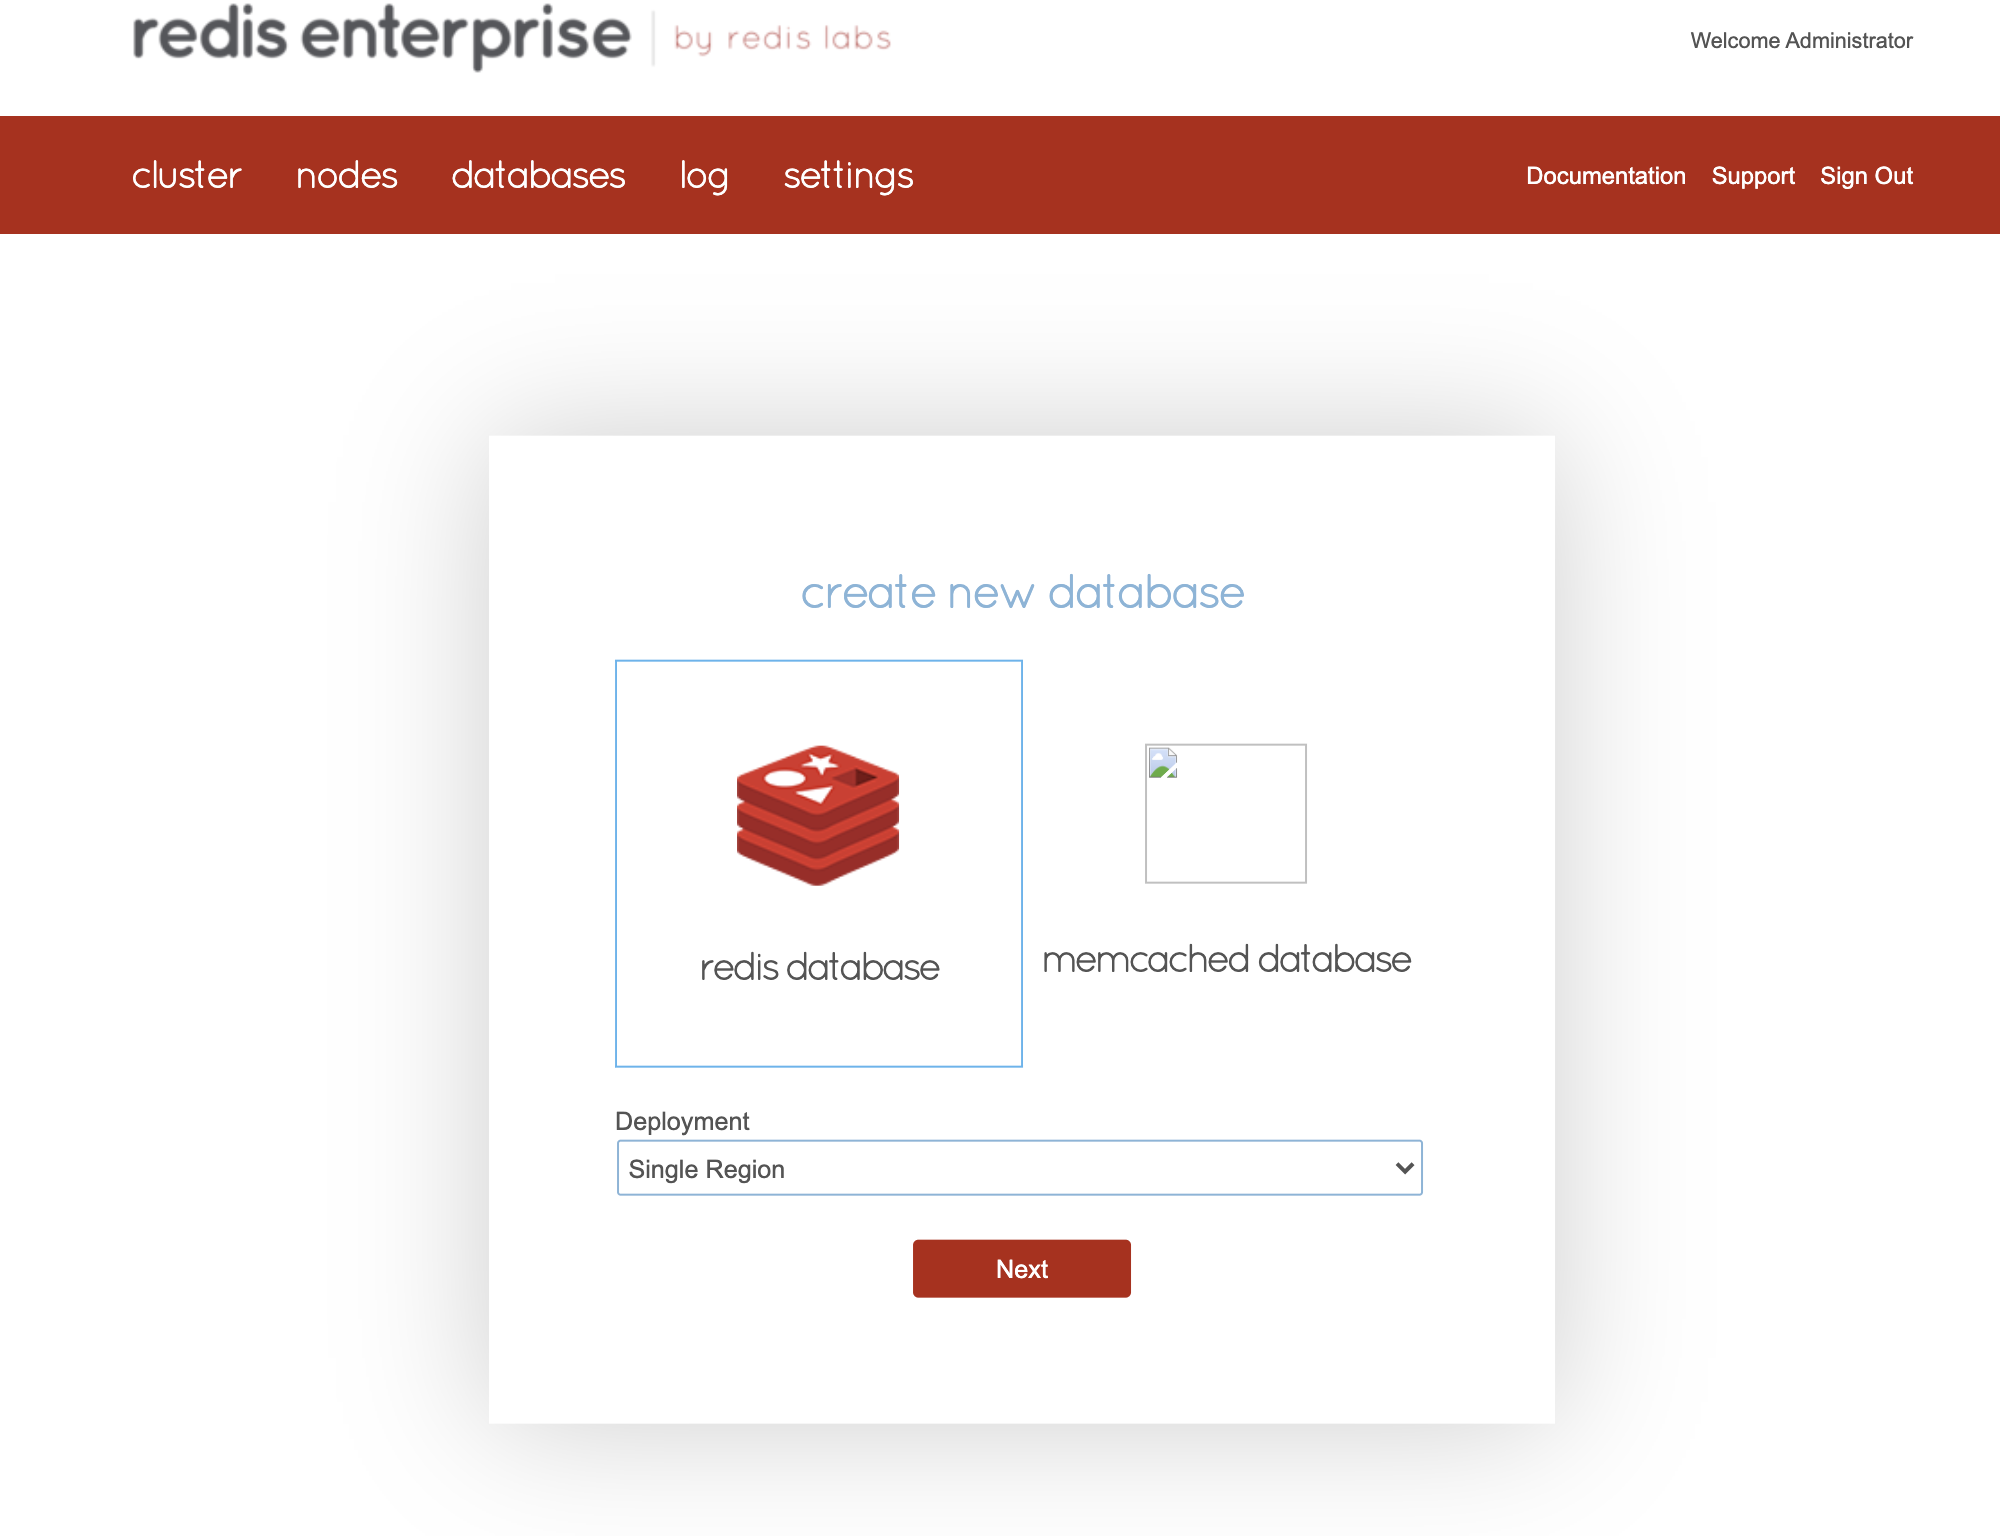 redis enterprise | by redis labs
Welcome Administrator
cluster nodes databases log settings
Documentation Support Sign Out
create new database
redis database
memcached database
Deployment
Single Region
Next